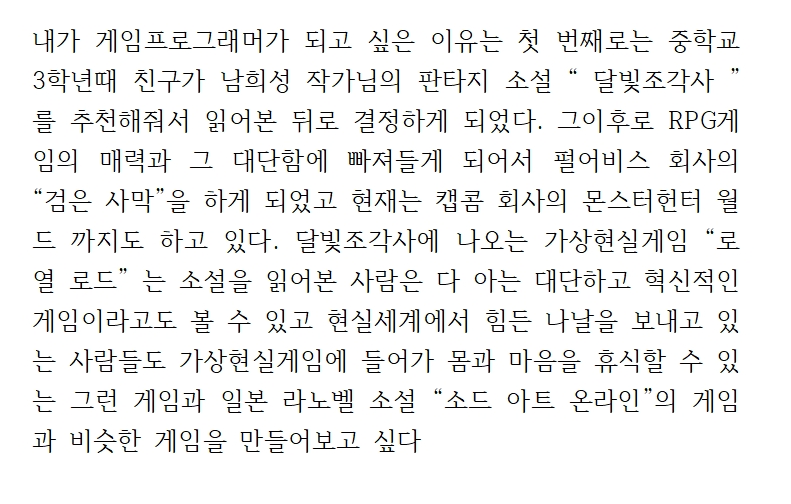 내가 게임프로그래머가 되고 싶은 이유는 첫 번째로는 중학교
3학년때 친구가 남희성 작가님의 판타지 소설 “ 달빛조각사 ”
를 추천해줘서 읽어본 뒤로 결정하게 되었다. 그이후로 RPG게
임의 매력과 그 대단함에 빠져들게 되어서 펄어비스 회사의
“검은 사막”을 하게 되었고 현재는 캡콤 회사의 몬스터헌터 월
드 까지도 하고 있다. 달빛조각사에 나오는 가상현실게임 “로
열 로드” 는 소설을 읽어본 사람은 다 아는 대단하고 혁신적인
게임이라고도 볼 수 있고 현실세계에서 힘든 나날을 보내고 있
는 사람들도 가상현실게임에 들어가 몸과 마음을 휴식할 수 있
는 그런 게임과 일본 라노벨 소설 “소드 아트 온라인”의 게임
과 비슷한 게임을 만들어보고 싶다